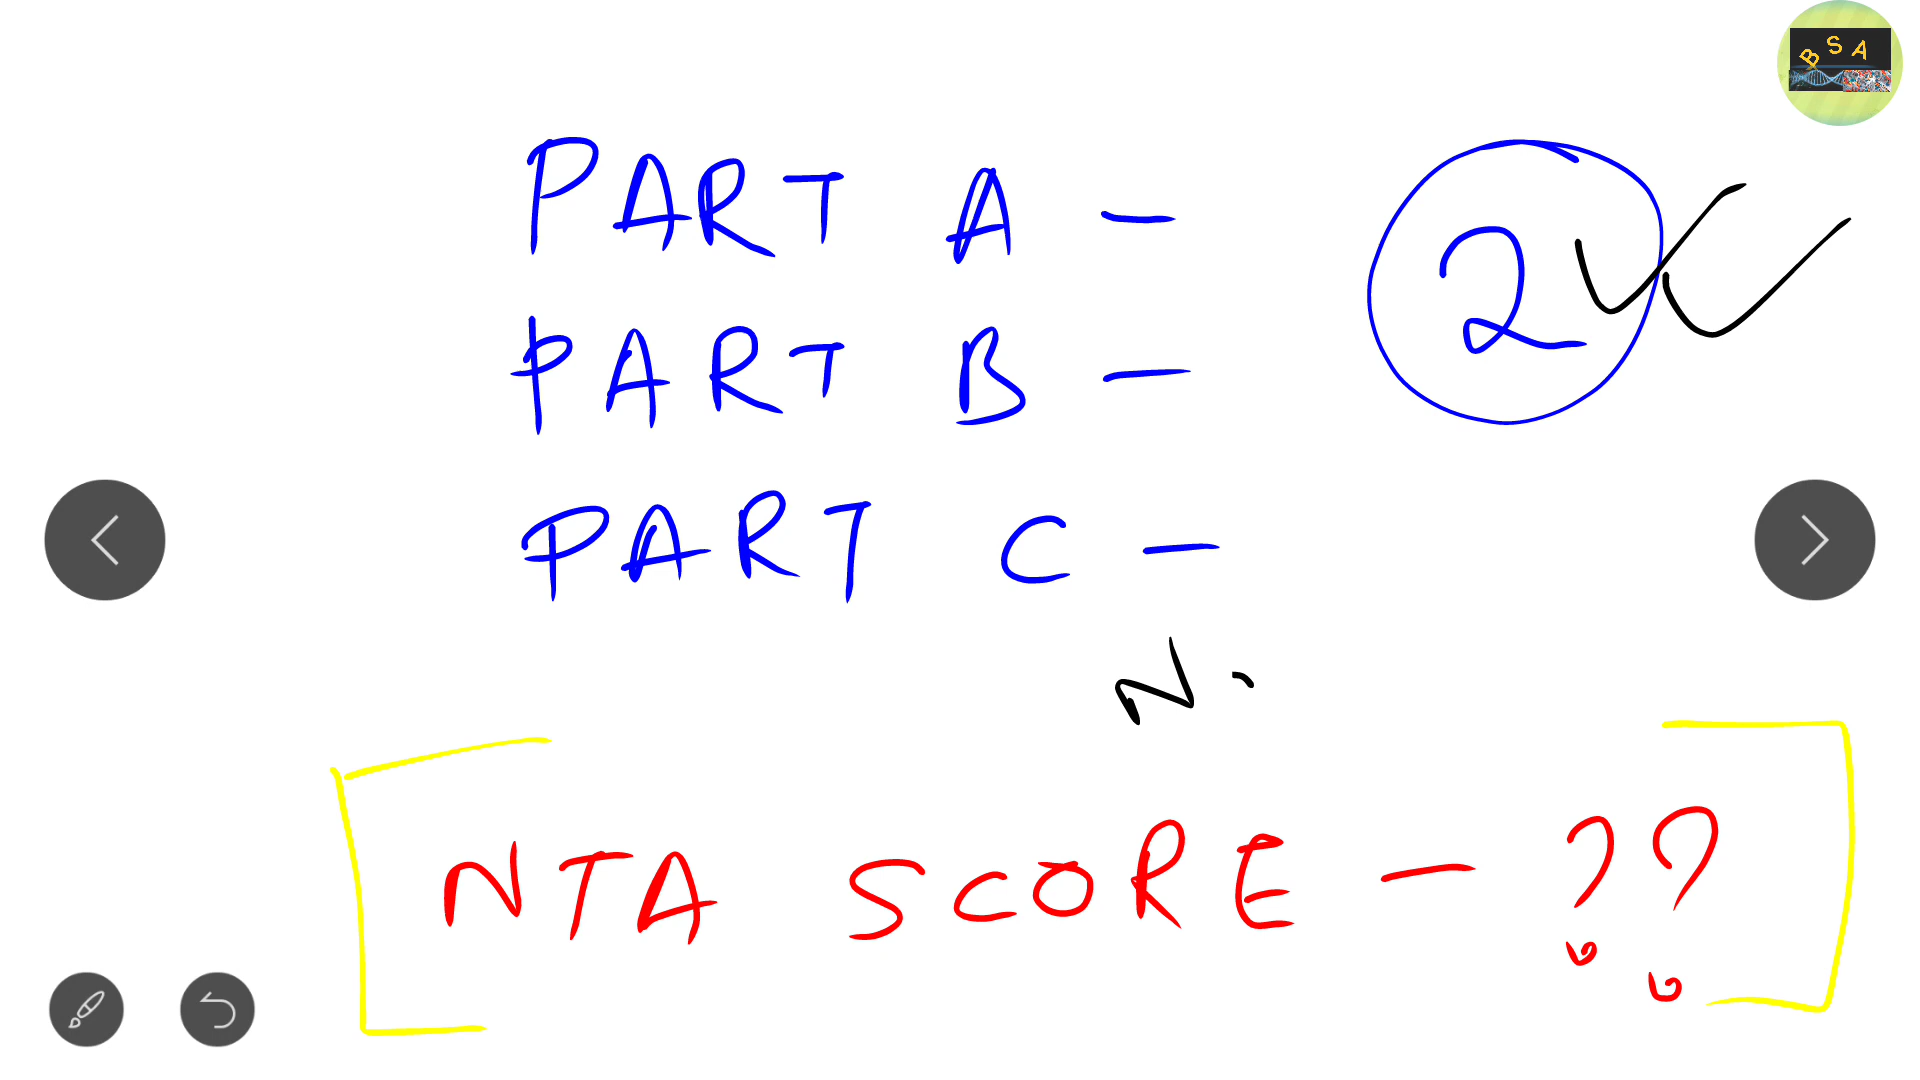 BSA
PART A -
2
PART B -
PART C -
N.
NTA SCORE - ??